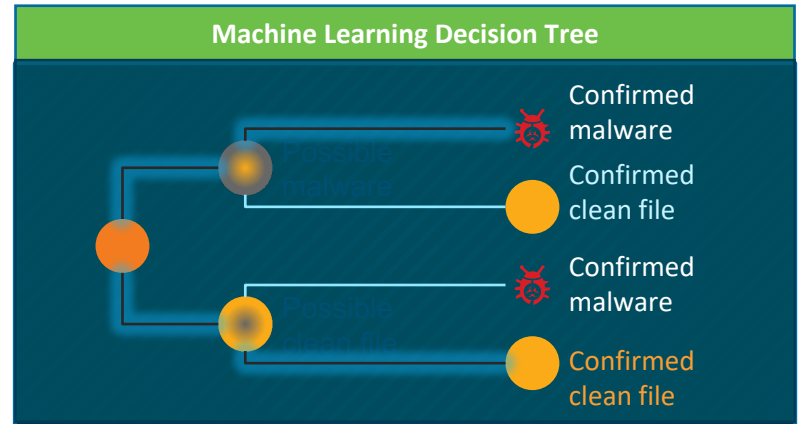 Machine Learning Decision Tree
Confirmed
malware
Possible
malware
Confirmed
clean file
Confirmed
malware
Possible
clean file
Confirmed
clean file